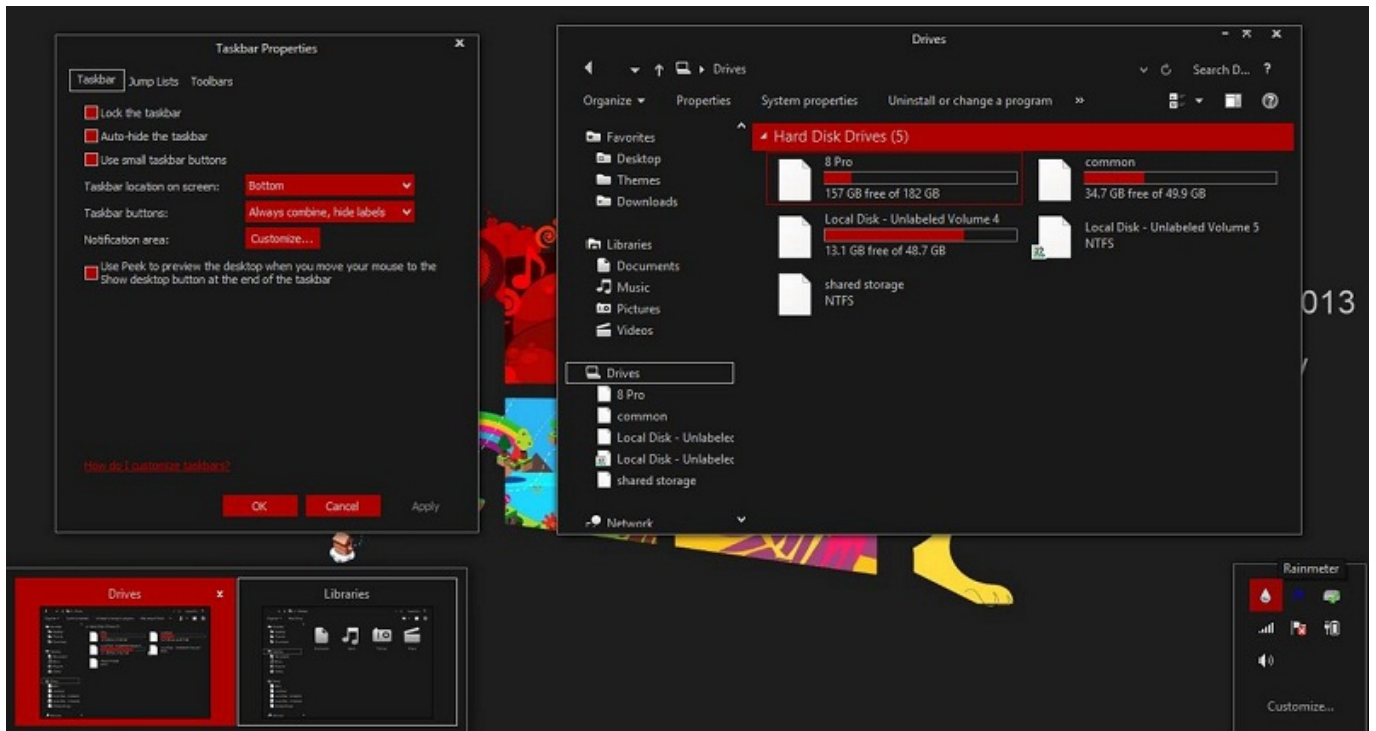 Taskbar Properties
Taskbar Jump Lists Toolbars
Lock the taskbar
Auto-hide the taskbar
Use small taskbar buttons
Taskbar location on screen: Bottom
Taskbar buttons: Always combine, hide labels
Notification area: Customize...
Use Peek to preview the desktop when you move your mouse to the
Show desktop button at the end of the taskbar
How do I customize taskbars?
OK Cancel Apply
Drives
Drives Search D... ?
Organize Properties System properties Uninstall or change a program »
Favorites
Desktop
Themes
Downloads
Libraries
Documents
Music
Pictures
Videos
Drives
8 Pro
common
Local Disk - Unlabelec
Local Disk - Unlabelec
shared storage
Network
Hard Disk Drives (5)
8 Pro
157 GB free of 182 GB
common
34.7 GB free of 49.9 GB
Local Disk - Unlabeled Volume 4
13.1 GB free of 48.7 GB
Local Disk - Unlabeled Volume 5
NTFS
shared storage
NTFS
013
Drives x
Libraries
Rainmeter
Customize...